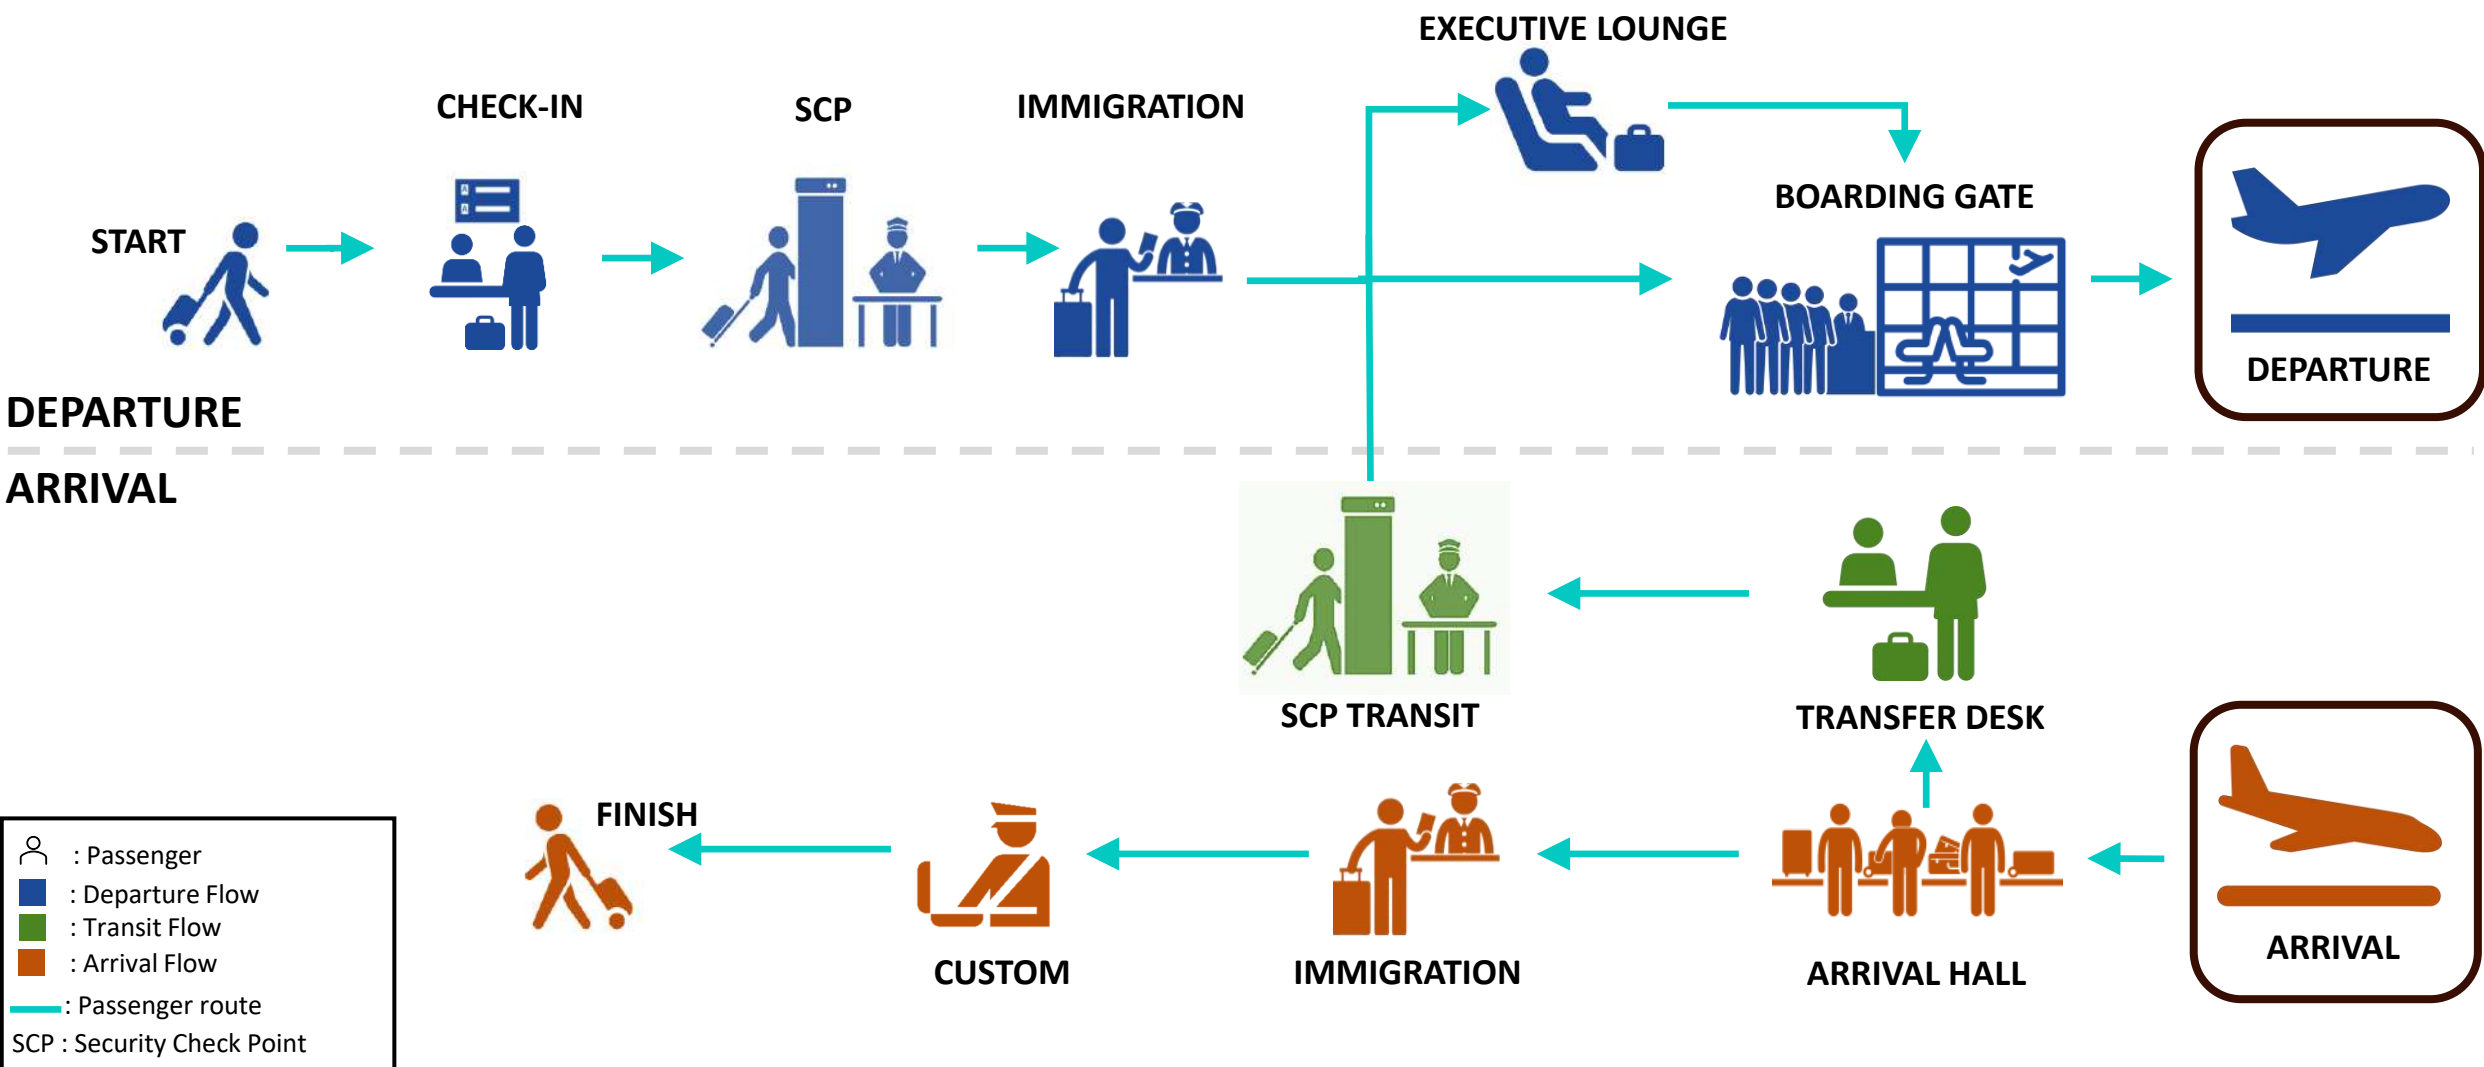 EXECUTIVE LOUNGE
CHECK-IN
SCP
IMMIGRATION
BOARDING GATE
START
A
A
DEPARTURE
DEPARTURE
ARRIVAL
SCP TRANSIT
TRANSFER DESK
FINISH
CUSTOM
IMMIGRATION
ARRIVAL HALL
ARRIVAL
: Passenger
: Departure Flow
: Transit Flow
: Arrival Flow
: Passenger route
SCP : Security Check Point